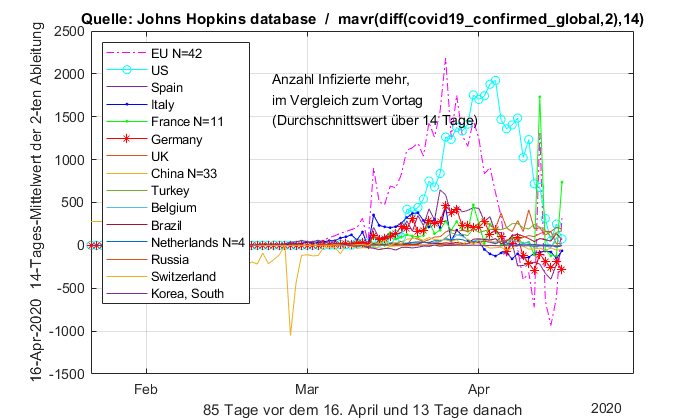 Quelle: Johns Hopkins database / mavr(diff(covid19_confirmed_global,2),14)
16-Apr-2020 14-Tages-Mittelwert der 2-ten Ableitung
2500
2000
1500
1000
500
0
-500
-1000
-1500
EU N=42
US
Spain
Italy
France N=11
Germany
UK
China N=33
Turkey
Belgium
Brazil
Netherlands N=4
Russia
Switzerland
Korea, South
Anzahl Infizierte mehr,
im Vergleich zum Vortag
(Durchschnittswert über 14 Tage)
Feb
Mar
Apr
85 Tage vor dem 16. April und 13 Tage danach
2020